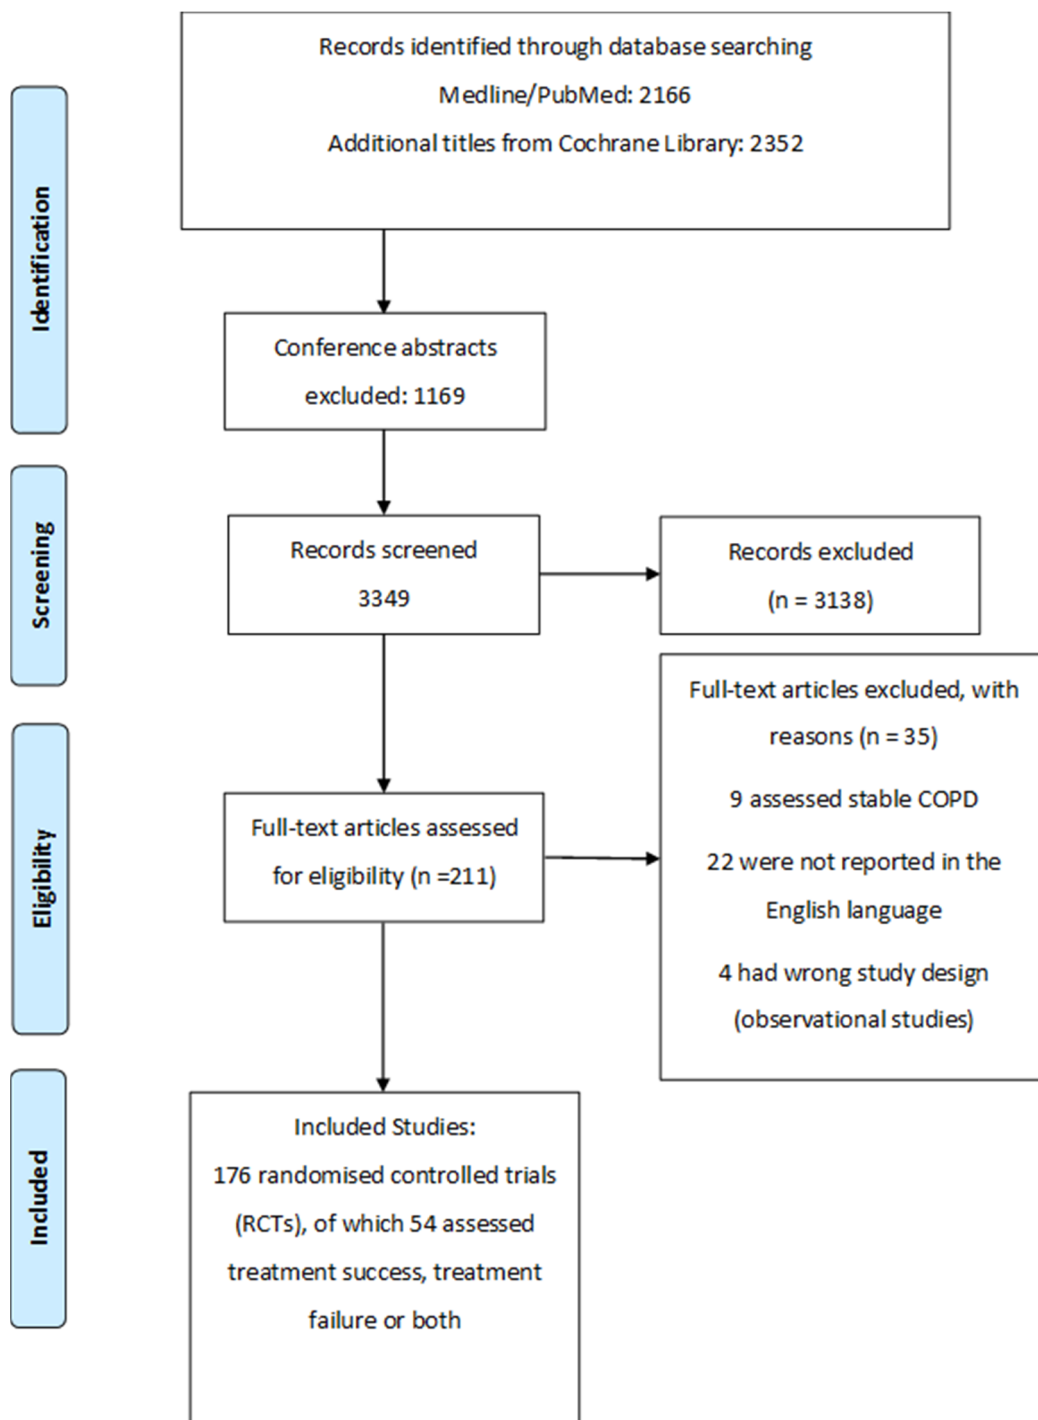 Records identified through database searching
Medline/PubMed: 2166
Additional titles from Cochrane Library: 2352
Identification
Conference abstracts
excluded: 1169
Screening
Records screened
3349
Records excluded
(n = 3138)
Eligibility
Full-text articles assessed
for eligibility (n =211)
Full-text articles excluded, with
reasons (n = 35)
9 assessed stable COPD
22 were not reported in the
English language
4 had wrong study design
(observational studies)
Included
Included Studies:
176 randomised controlled trials
(RCTs), of which 54 assessed
treatment success, treatment
failure or both